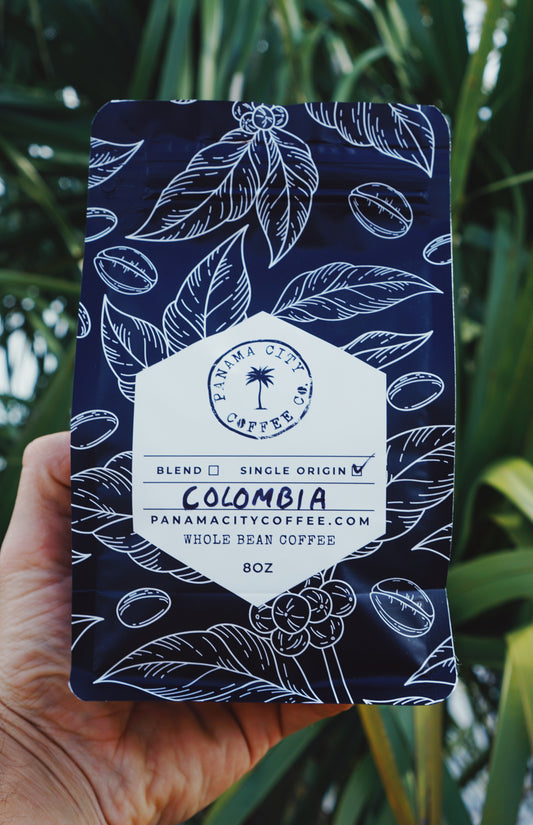 PANAMA CITY
COFFEE CO.
BLEND ☐ SINGLE ORIGIN ☑
COLOMBIA
PANAMACITYCOFFEE.COM
WHOLE BEAN COFFEE
8OZ